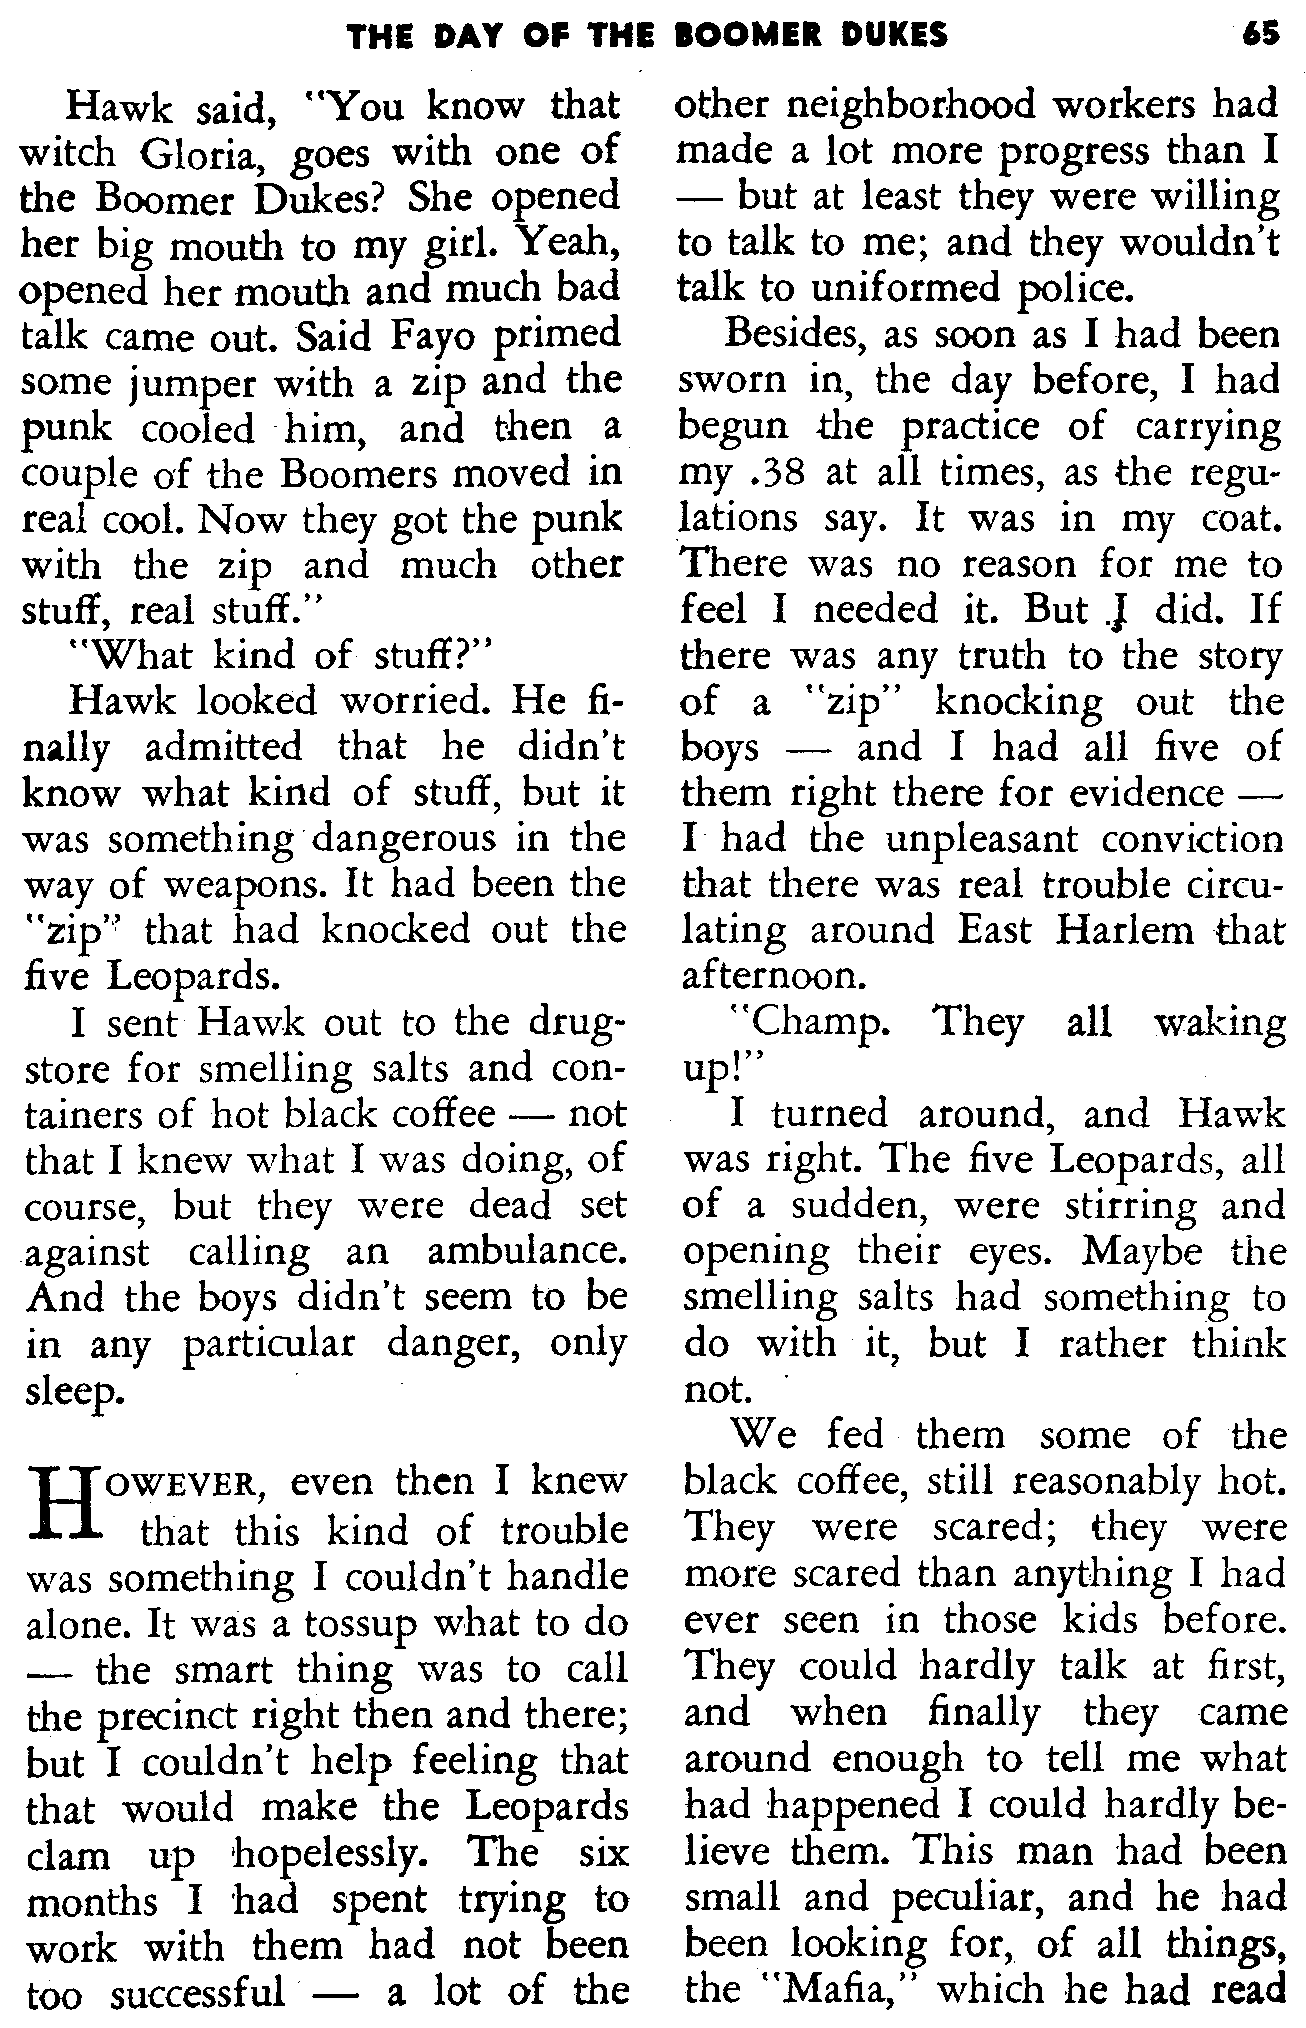 THE DAY OF THE BOOMER DUKES 65
Hawk said, "You know that
witch Gloria, goes with one of
the Boomer Dukes? She opened
her big mouth to my girl. Yeah,
opened her mouth and much bad
talk came out. Said Fayo primed
some jumper with a zip and the
punk cooled him, and then a
couple of the Boomers moved in
real cool. Now they got the punk
with the zip and much other
stuff, real stuff."
"What kind of stuff?"
Hawk looked worried. He fi-
nally admitted that he didn't
know what kind of stuff, but it
was something dangerous in the
way of weapons. It had been the
"zip" that had knocked out the
five Leopards.
I sent Hawk out to the drug-
store for smelling salts and con-
tainers of hot black coffee — not
that I knew what I was doing, of
course, but they were dead set
against calling an ambulance.
And the boys didn't seem to be
in any particular danger, only
sleep.
HOWEVER, even then I knew
that this kind of trouble
was something I couldn't handle
alone. It was a tossup what to do
— the smart thing was to call
the precinct right then and there;
but I couldn't help feeling that
that would make the Leopards
clam up hopelessly. The six
months I had spent trying to
work with them had not been
too successful — a lot of the
other neighborhood workers had
made a lot more progress than I
— but at least they were willing
to talk to me; and they wouldn't
talk to uniformed police.
Besides, as soon as I had been
sworn in, the day before, I had
begun the practice of carrying
my .38 at all times, as the regu-
lations say. It was in my coat.
There was no reason for me to
feel I needed it. But I did. If
there was any truth to the story
of a "zip" knocking out the
boys — and I had all five of
them right there for evidence —
I had the unpleasant conviction
that there was real trouble circu-
lating around East Harlem that
afternoon.
"Champ. They all waking
up!"
I turned around, and Hawk
was right. The five Leopards, all
of a sudden, were stirring and
opening their eyes. Maybe the
smelling salts had something to
do with it, but I rather think
not.
We fed them some of the
black coffee, still reasonably hot.
They were scared; they were
more scared than anything I had
ever seen in those kids before.
They could hardly talk at first,
and when finally they came
around enough to tell me what
had happened I could hardly be-
lieve them. This man had been
small and peculiar, and he had
been looking for, of all things,
the "Mafia," which he had read